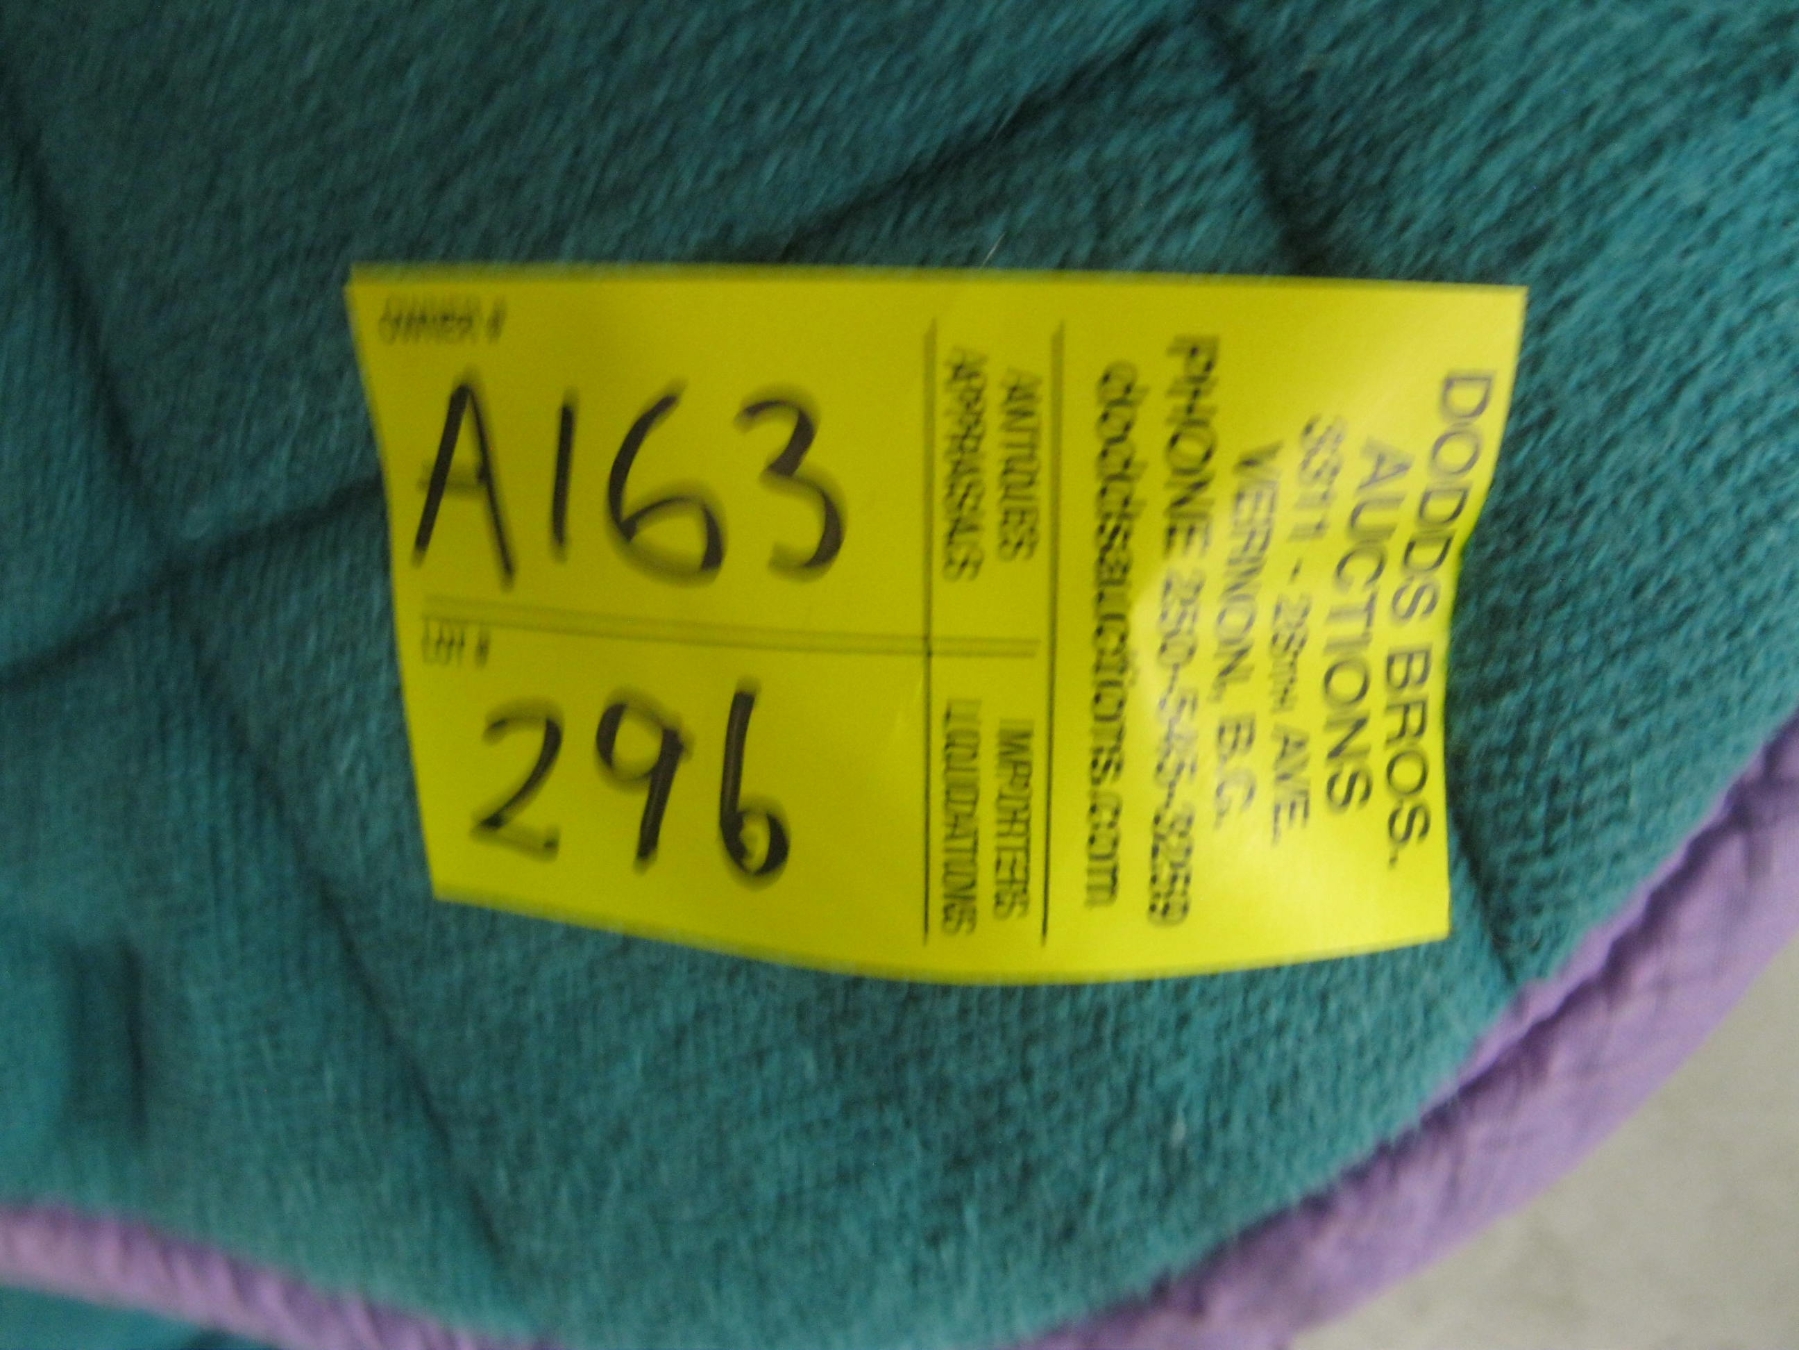 OWNER #
A163
LOT #
296
ANTIQUES
APPRAISALS
IMPORTERS
LIQUIDATIONS
DODDS BROS.
AUCTIONS
3311 - 28TH AVE.
VERNON, B.C.
PHONE 250-545-3259
doddsauctions.com